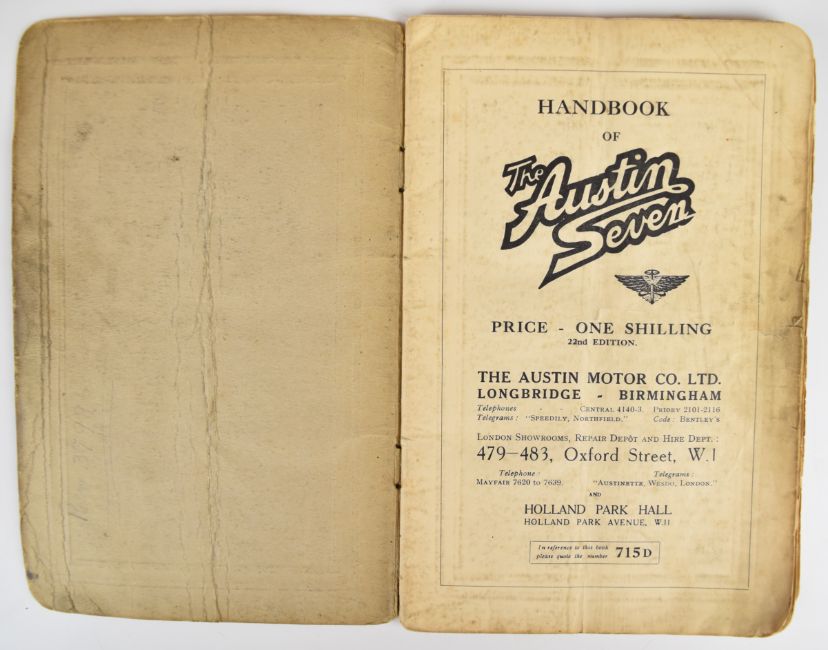 HANDBOOK
OF
The Austin
Seven
PRICE - ONE SHILLING
22nd EDITION.
THE AUSTIN MOTOR CO. LTD.
LONGBRIDGE - BIRMINGHAM
Telephones - - CENTRAL 4140-3. PRIORY 2101-2116
Telegrams: "SPEEDILY, NORTHFIELD." Code: BENTLEY'S
LONDON SHOWROOMS, REPAIR DEPÔT AND HIRE DEPT.:
479-483, Oxford Street, W.1
Telephone: Telegrams:
MAYFAIR 7620 to 7639. "AUSTINETTE, WESDO, LONDON."
AND
HOLLAND PARK HALL
HOLLAND PARK AVENUE, W.11
In reference to this book
please quote the number 715D